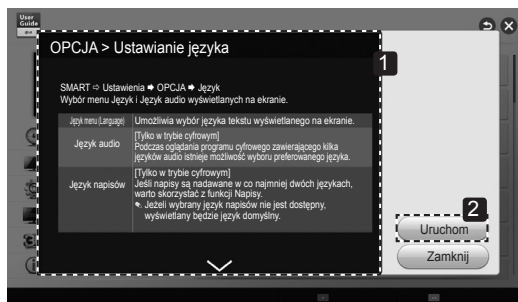 User
Guide
OPCJA > Ustawianie języka
1
SMART ⇨ Ustawienia ➡ OPCJA ➡ Język
Wybór menu Język i Język audio wyświetlanych na ekranie.
Język menu (Language) Umożliwia wybór języka tekstu wyświetlanego na ekranie.
Język audio
[Tylko w trybie cyfrowym]
Podczas oglądania programu cyfrowego zawierającego kilka
języków audio istnieje możliwość wyboru preferowanego języka.
Język napisów
[Tylko w trybie cyfrowym]
Jeśli napisy są nadawane w co najmniej dwóch językach,
warto skorzystać z funkcji Napisy.
Jeżeli wybrany język napisów nie jest dostępny,
wyświetlany będzie język domyślny.
2
Uruchom
Zamknij